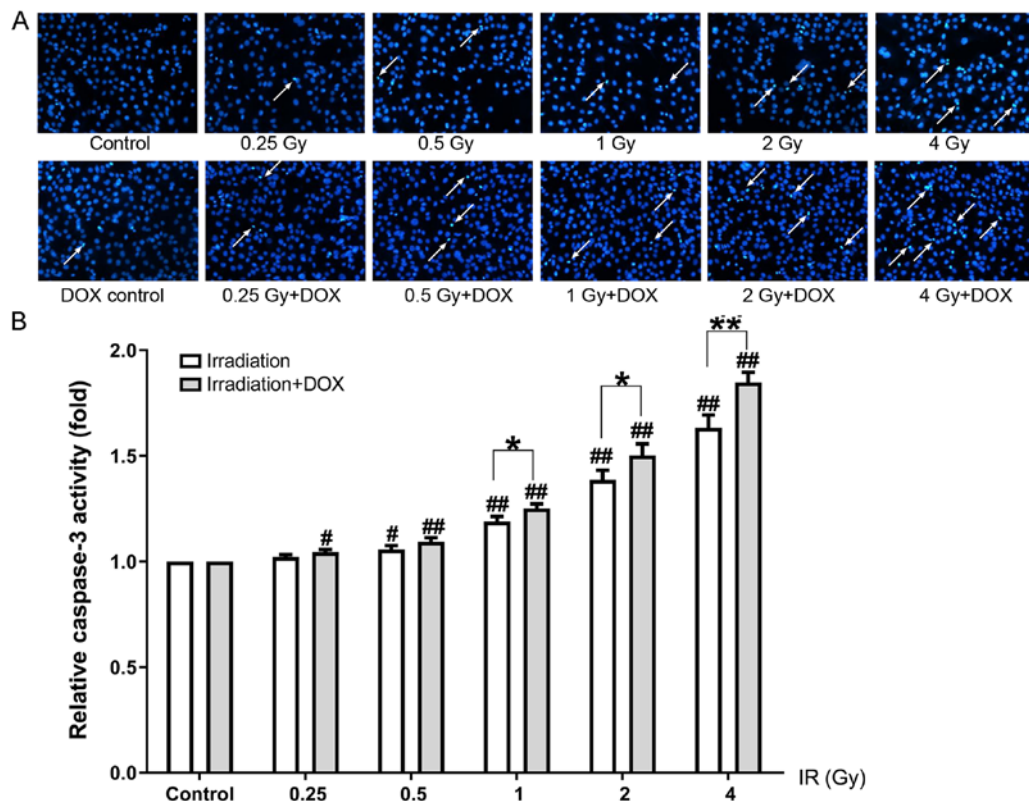 A
Control 0.25 Gy 0.5 Gy 1 Gy 2 Gy 4 Gy
DOX control 0.25 Gy+DOX 0.5 Gy+DOX 1 Gy+DOX 2 Gy+DOX 4 Gy+DOX
B
Relative caspase-3 activity (fold)
2.0
1.5
1.0
0.5
0.0
Irradiation
Irradiation+DOX
# # ## ## * ## ## * ## ## ** ##
Control 0.25 0.5 1 2 4
IR (Gy)